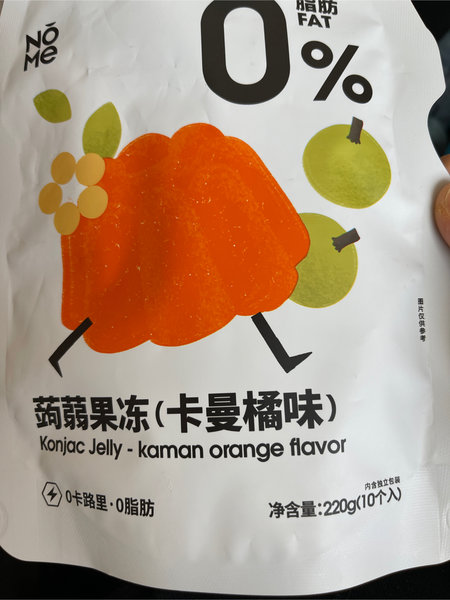 NŌ
Me
脂肪
FAT
0%
图片仅供参考
蒟蒻果冻(卡曼橘味)
Konjac Jelly - kaman orange flavor
0卡路里·0脂肪
内含独立包装
净含量:220g(10个入)